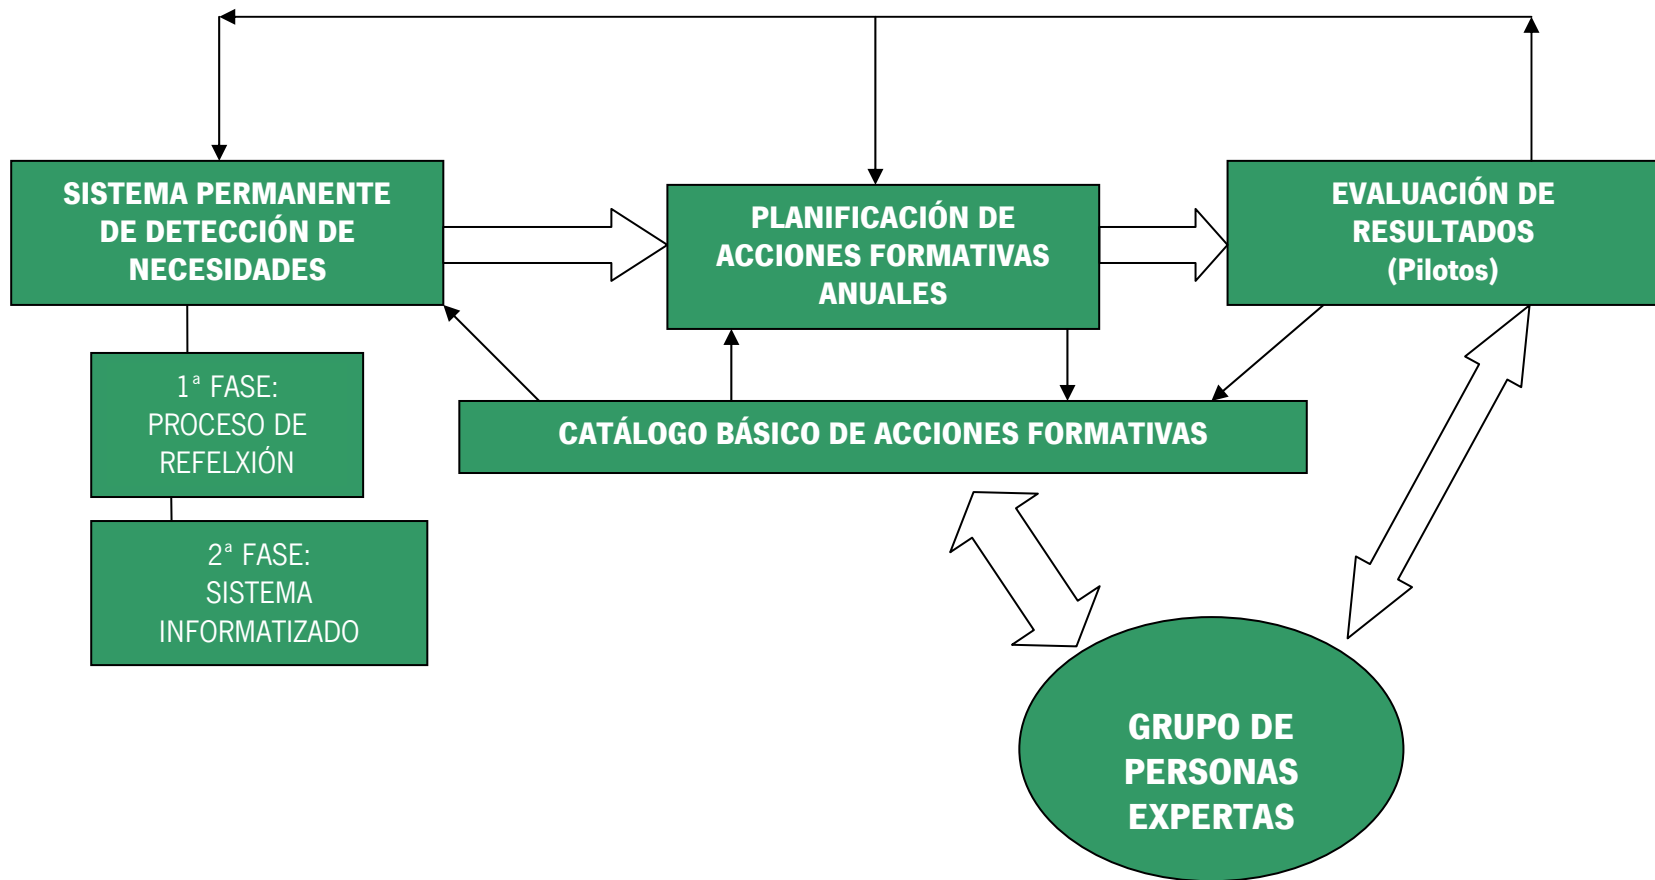 SISTEMA PERMANENTE
DE DETECCIÓN DE
NECESIDADES
PLANIFICACIÓN DE
ACCIONES FORMATIVAS
ANUALES
EVALUACIÓN DE
RESULTADOS
(Pilotos)
1ª FASE:
PROCESO DE
REFELXIÓN
CATÁLOGO BÁSICO DE ACCIONES FORMATIVAS
2ª FASE:
SISTEMA
INFORMATIZADO
GRUPO DE
PERSONAS
EXPERTAS